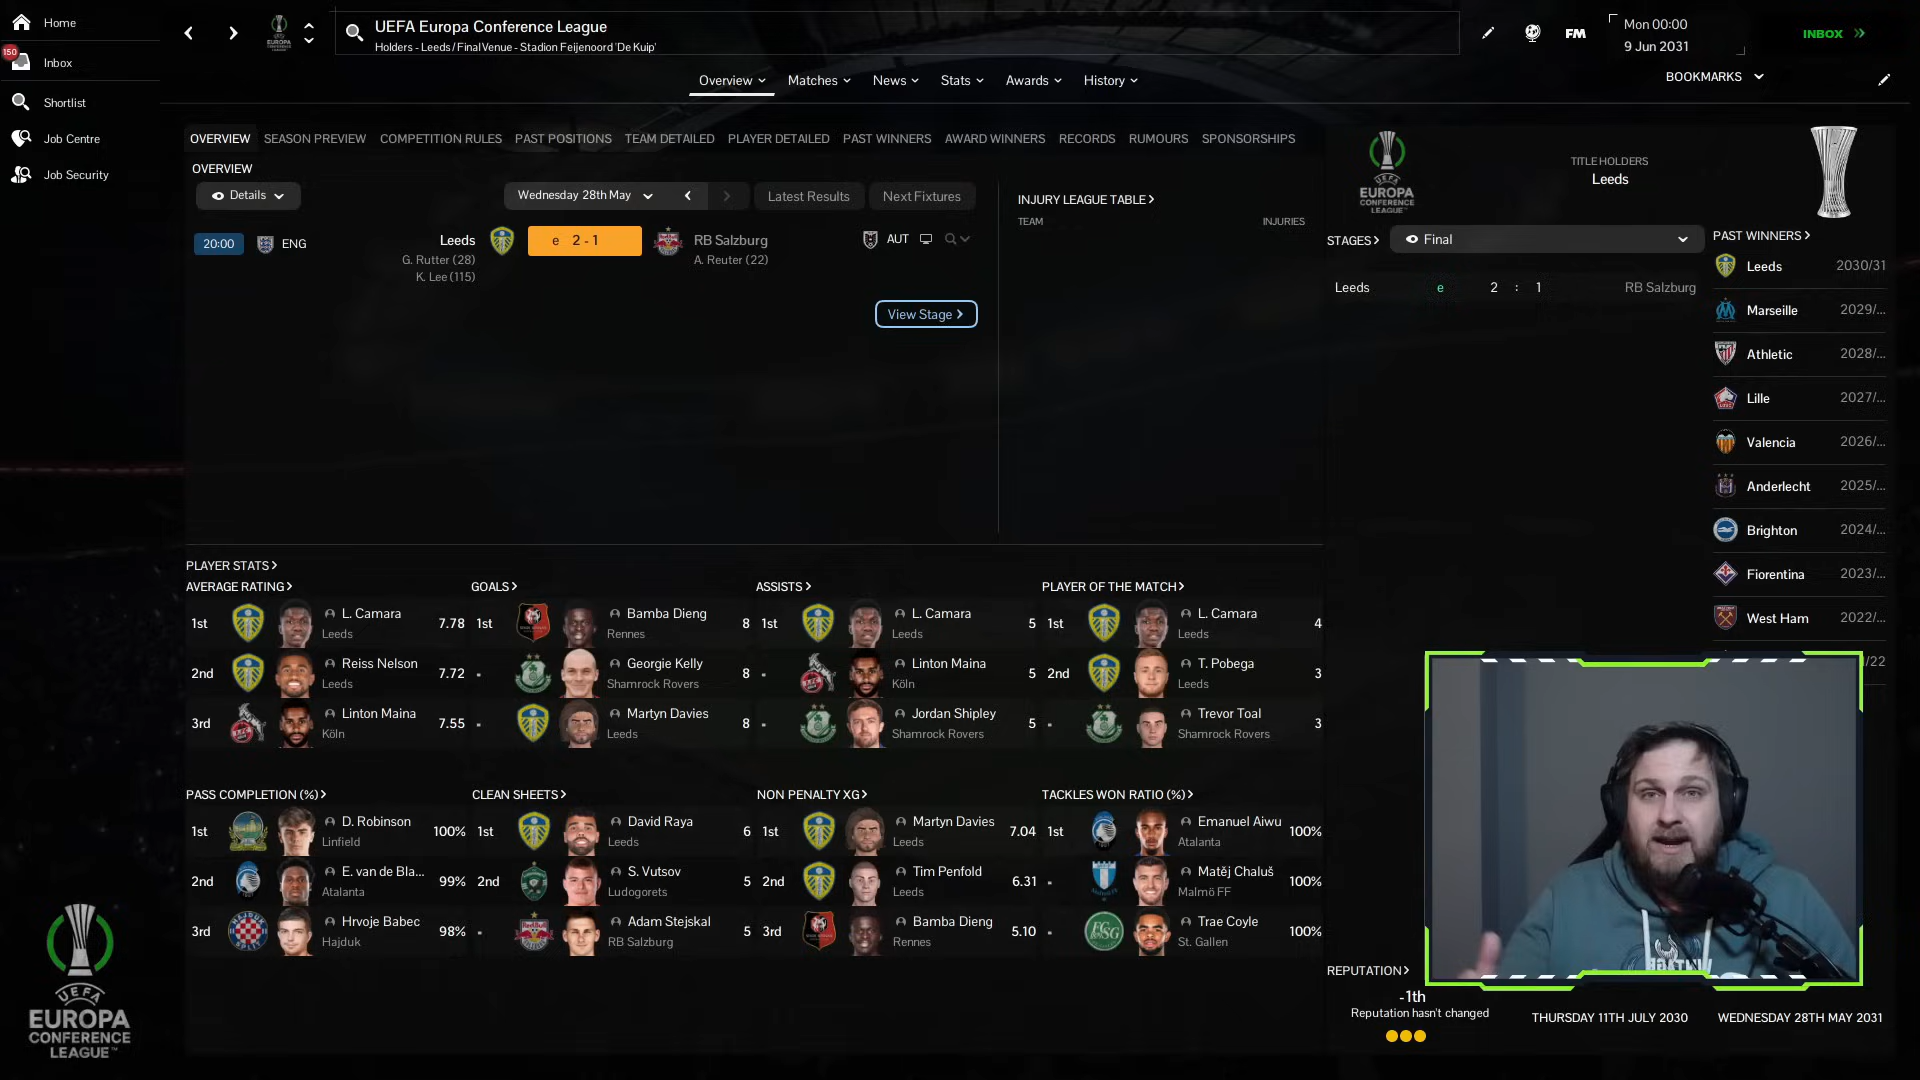 Home
150
Inbox
Shortlist
Job Centre
Job Security
UEFA Europa Conference League
Holders - Leeds / Final Venue - Stadion Feijenoord 'De Kuip'
FM
Mon 00:00
9 Jun 2031
INBOX
BOOKMARKS
Overview
Matches
News
Stats
Awards
History
OVERVIEW
SEASON PREVIEW
COMPETITION RULES
PAST POSITIONS
TEAM DETAILED
PLAYER DETAILED
PAST WINNERS
AWARD WINNERS
RECORDS
RUMOURS
SPONSORSHIPS
OVERVIEW
Details
Wednesday 28th May
Latest Results
Next Fixtures
20:00
ENG
Leeds
e 2 - 1
RB Salzburg
AUT
G. Rutter (28)
A. Reuter (22)
K. Lee (115)
View Stage
INJURY LEAGUE TABLE
TEAM
INJURIES
UEFA
EUROPA
CONFERENCE
LEAGUE
TITLE HOLDERS
Leeds
STAGES
Final
Leeds e 2 : 1 RB Salzburg
PAST WINNERS
Leeds 2030/31
Marseille 2029/...
Athletic 2028/...
Lille 2027/...
Valencia 2026/...
Anderlecht 2025/...
Brighton 2024/...
Fiorentina 2023/...
West Ham 2022/...
/22
PLAYER STATS
AVERAGE RATING
1st L. Camara 7.78
Leeds
2nd Reiss Nelson 7.72
Leeds
3rd Linton Maina 7.55
Köln
GOALS
1st Bamba Dieng 8
Rennes
- Georgie Kelly 8
Shamrock Rovers
- Martyn Davies 8
Leeds
ASSISTS
1st L. Camara 5
Leeds
- Linton Maina 5
Köln
- Jordan Shipley 5
Shamrock Rovers
PLAYER OF THE MATCH
1st L. Camara 4
Leeds
2nd T. Pobega 3
Leeds
- Trevor Toal 3
Shamrock Rovers
PASS COMPLETION (%)
1st D. Robinson 100%
Linfield
2nd E. van de Bla... 99%
Atalanta
3rd Hrvoje Babec 98%
Hajduk
CLEAN SHEETS
1st David Raya 6
Leeds
2nd S. Vutsov 5
Ludogorets
- Adam Stejskal 5
RB Salzburg
NON PENALTY XG
1st Martyn Davies 7.04
Leeds
2nd Tim Penfold 6.31
Leeds
3rd Bamba Dieng 5.10
Rennes
TACKLES WON RATIO (%)
1st Emanuel Aiwu 100%
Atalanta
- Matěj Chaluš 100%
Malmö FF
- Trae Coyle 100%
St. Gallen
REPUTATION
-1th
Reputation hasn't changed
THURSDAY 11TH JULY 2030
WEDNESDAY 28TH MAY 2031
UEFA
EUROPA
CONFERENCE
LEAGUE